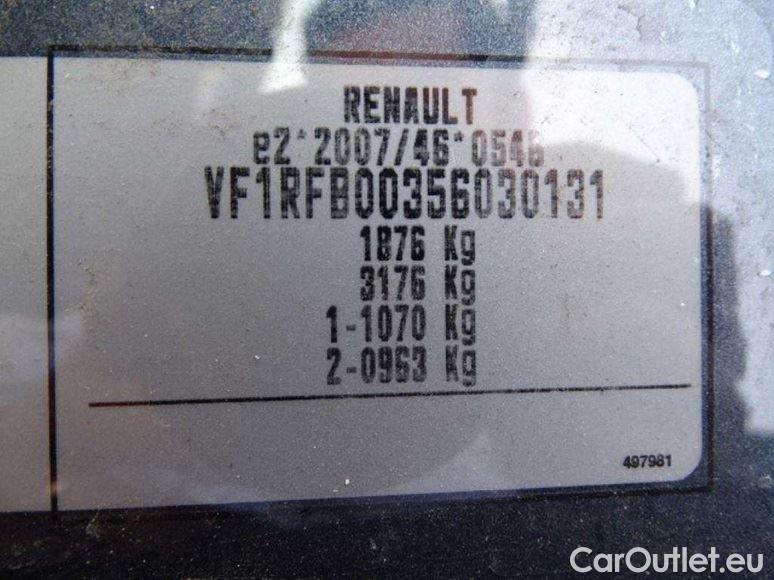 RENAULT
e2*2007/46*0546
VF1RFB00356030131
1876 Kg
3176 Kg
1-1070 Kg
2-0963 Kg
497981
CarOutlet.eu